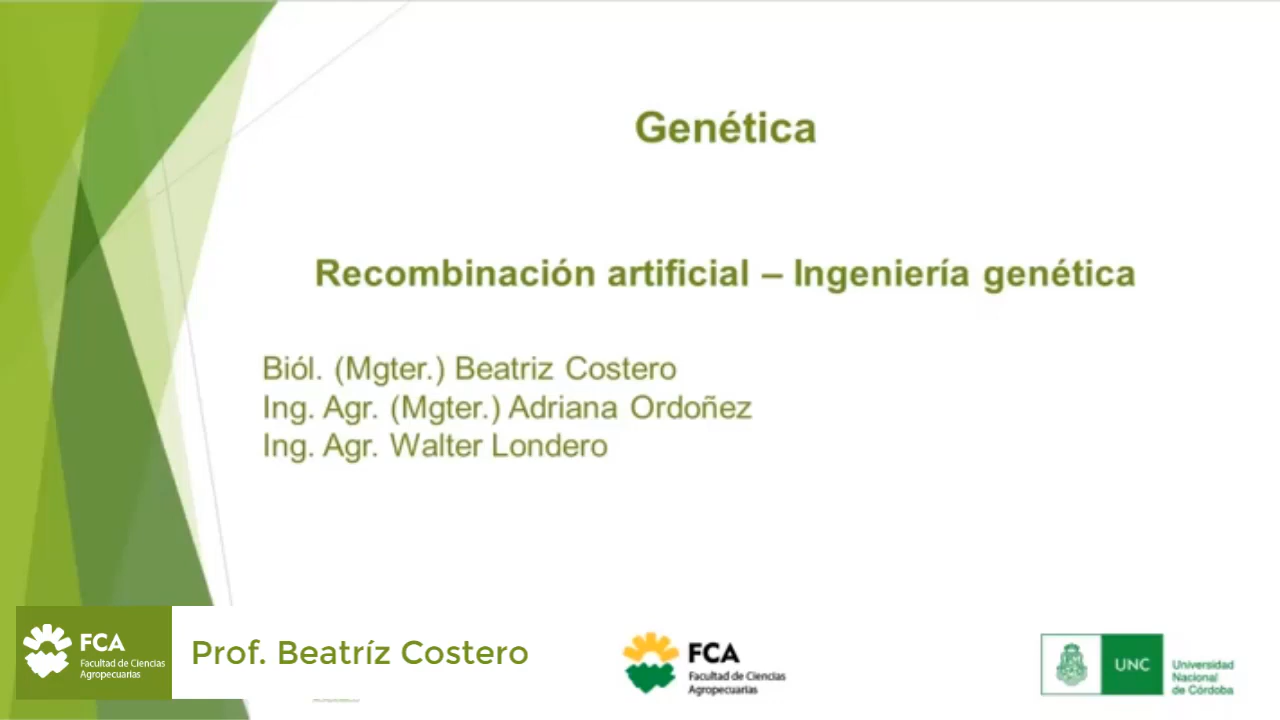 Genética
Recombinación artificial – Ingeniería genética
Biól. (Mgter.) Beatriz Costero
Ing. Agr. (Mgter.) Adriana Ordoñez
Ing. Agr. Walter Londero
FCA
Facultad de Ciencias
Agropecuarias
Prof. Beatríz Costero
FCA
Facultad de Ciencias
Agropecuarias
UNC
Universidad
Nacional
de Córdoba